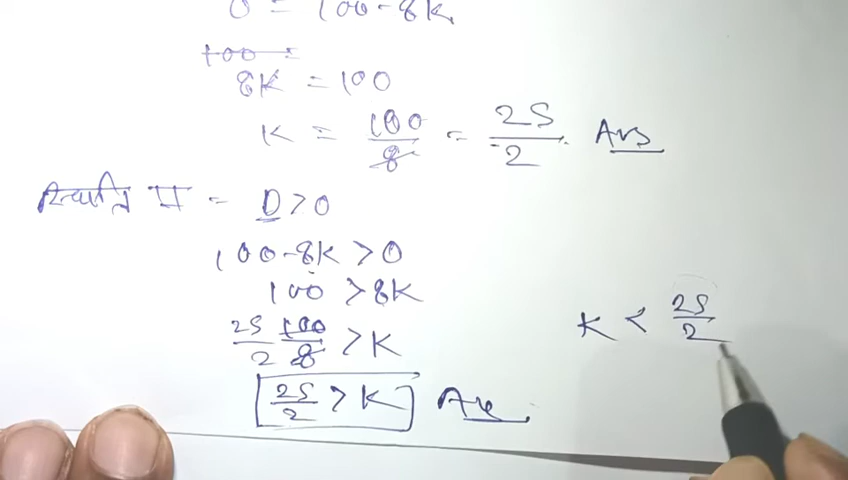 0 = 100-8K
100 =
8K = 100
K = 100/8 = 25/2 Ans
स्थिति II = D>0
100-8K >0
100 >8K
25/2 100/8 >K
25/2 > K Ans
K < 25/2